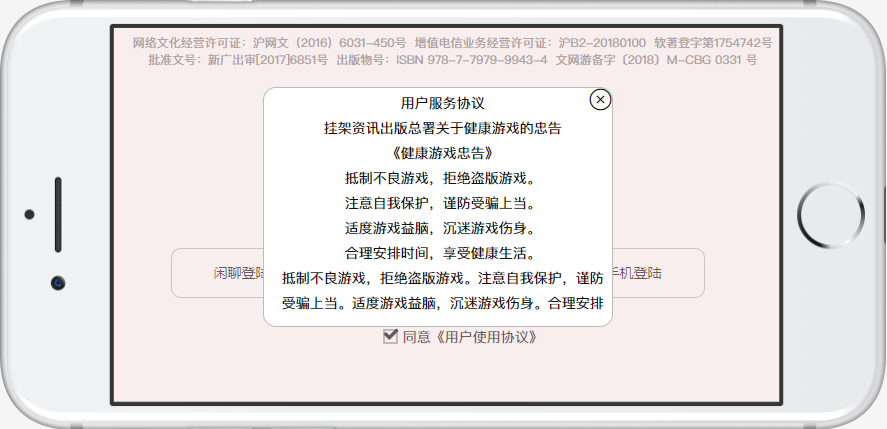 网络文化经营许可证：沪网文（2016）6031-450号 增值电信业务经营许可证：沪B2-20180100 软著登字第1754742号
批准文号：新广出审[2017]6851号 出版物号：ISBN 978-7-7979-9943-4 文网游备字〔2018〕M-CBG 0331 号
用户服务协议
挂架资讯出版总署关于健康游戏的忠告
《健康游戏忠告》
抵制不良游戏，拒绝盗版游戏。
注意自我保护，谨防受骗上当。
适度游戏益脑，沉迷游戏伤身。
合理安排时间，享受健康生活。
抵制不良游戏，拒绝盗版游戏。注意自我保护，谨防
受骗上当。适度游戏益脑，沉迷游戏伤身。合理安排
闲聊登陆 手机登陆
同意《用户使用协议》